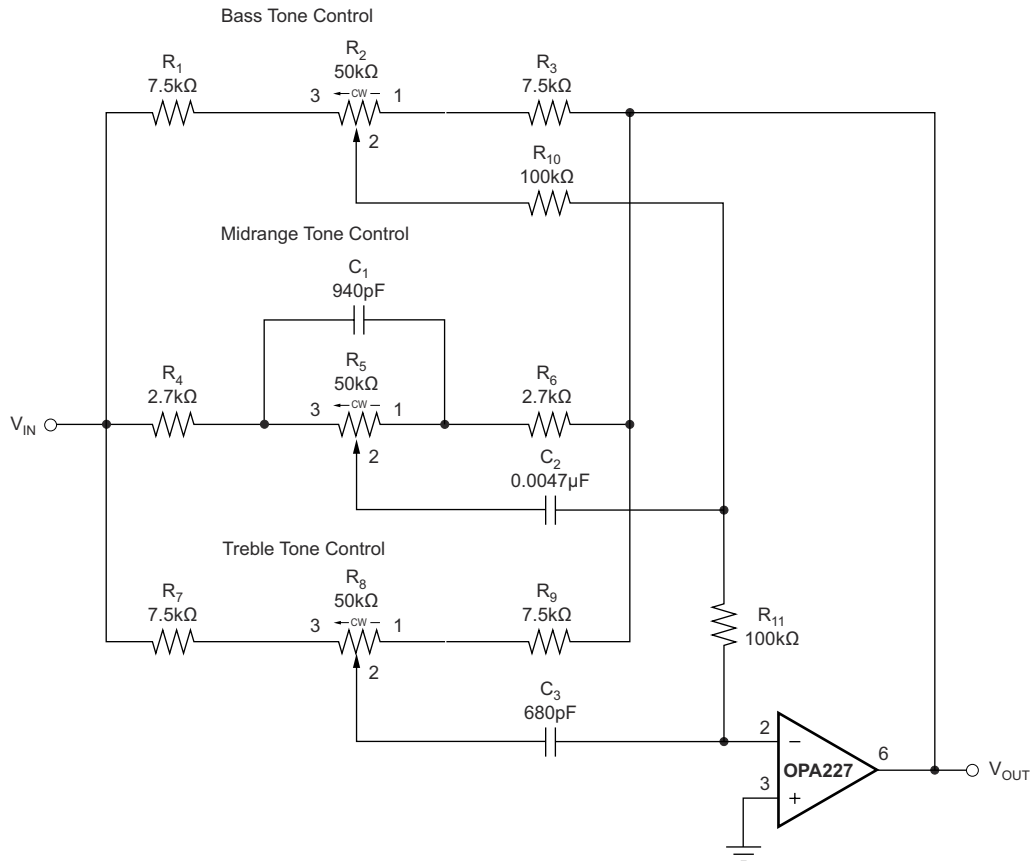 Bass Tone Control
R1
7.5kΩ
R2
50kΩ
3
CW
1
2
R3
7.5kΩ
R10
100kΩ
Midrange Tone Control
C1
940pF
R4
2.7kΩ
R5
50kΩ
3
CW
1
2
R6
2.7kΩ
VIN
C2
0.0047µF
Treble Tone Control
R7
7.5kΩ
R8
50kΩ
3
CW
1
2
R9
7.5kΩ
R11
100kΩ
C3
680pF
2
−
6
OPA227
3
+
VOUT